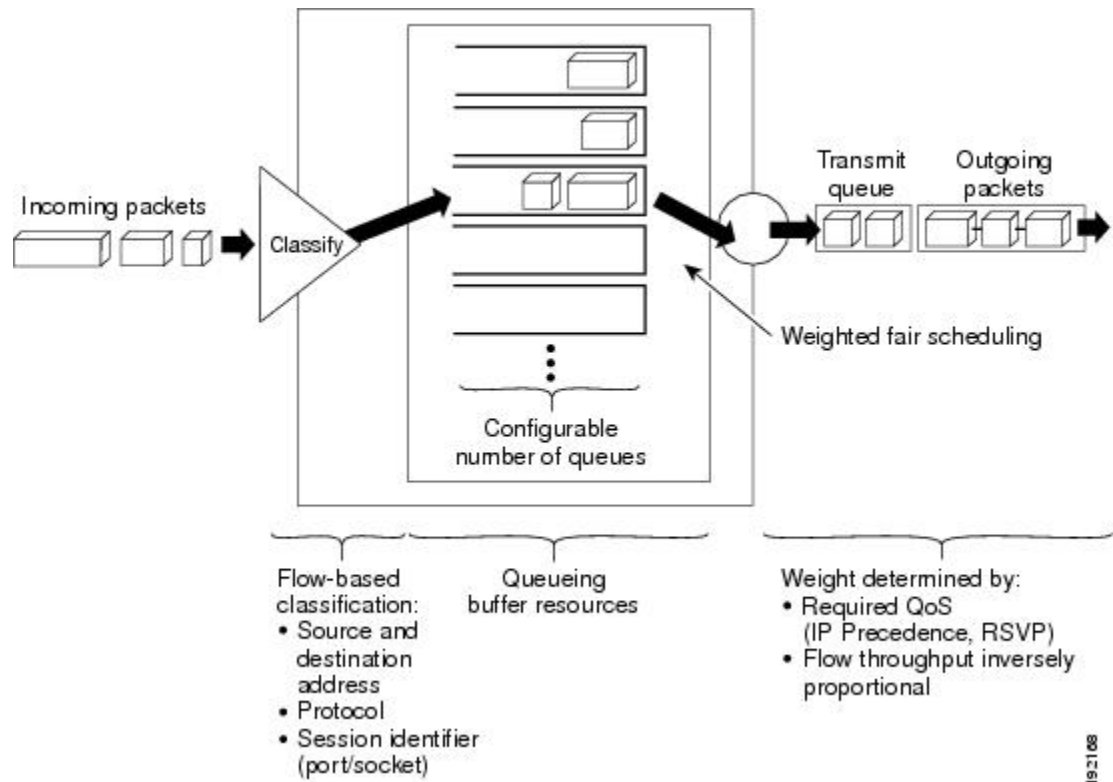 Incoming packets
Classify
Transmit
queue
Outgoing
packets
Weighted fair scheduling
Configurable
number of queues
Flow-based
classification:
• Source and
destination
address
• Protocol
• Session identifier
(port/socket)
Queueing
buffer resources
Weight determined by:
• Required QoS
(IP Precedence, RSVP)
• Flow throughput inversely
proportional
192168